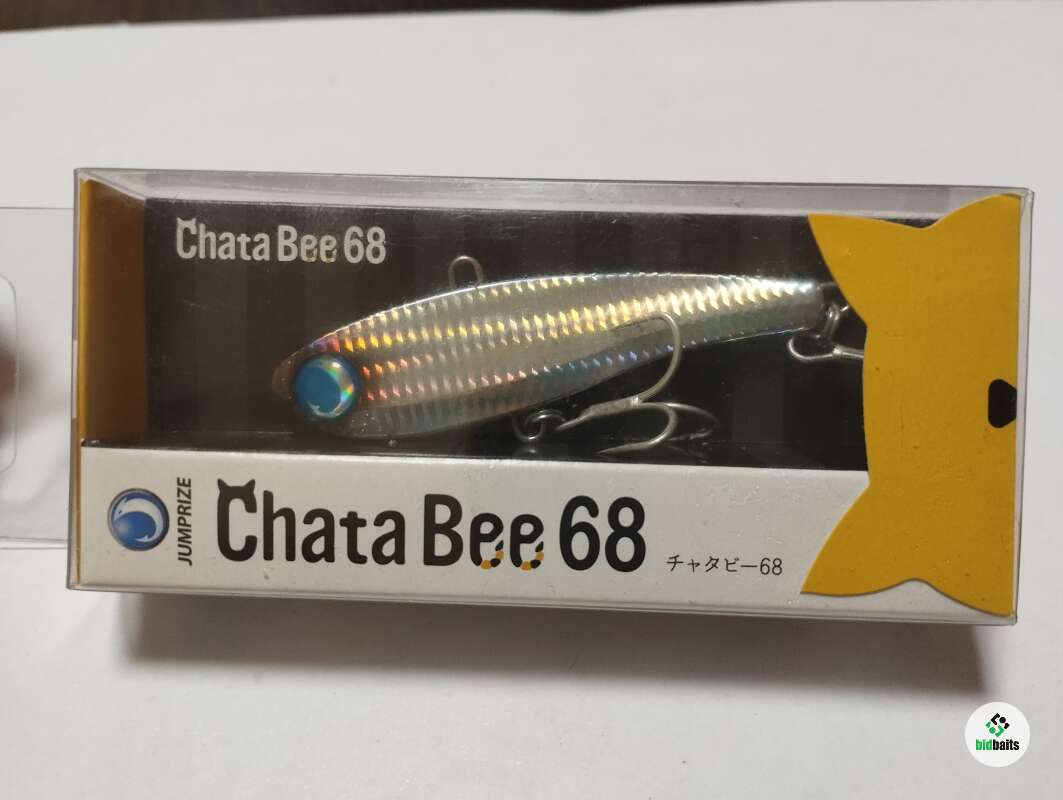 Chata Bee 68
JUMPRIZE
Chata Bee 68
チャタビー68
bidbaits